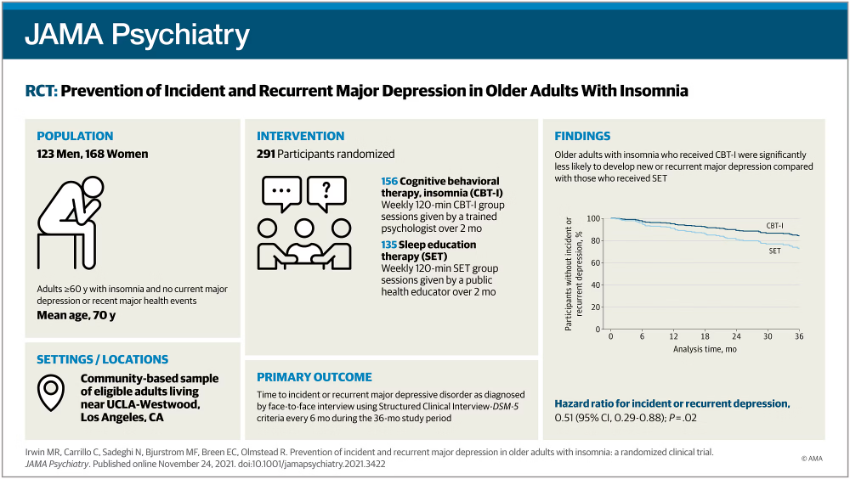 JAMA Psychiatry
RCT: Prevention of Incident and Recurrent Major Depression in Older Adults With Insomnia
POPULATION
123 Men, 168 Women
Adults ≥60 y with insomnia and no current major
depression or recent major health events
Mean age, 70 y
SETTINGS / LOCATIONS
Community-based sample
of eligible adults living
near UCLA-Westwood,
Los Angeles, CA
INTERVENTION
291 Participants randomized
...
?
156 Cognitive behavioral
therapy, insomnia (CBT-I)
Weekly 120-min CBT-I group
sessions given by a trained
psychologist over 2 mo
135 Sleep education
therapy (SET)
Weekly 120-min SET group
sessions given by a public
health educator over 2 mo
PRIMARY OUTCOME
Time to incident or recurrent major depressive disorder as diagnosed
by face-to-face interview using Structured Clinical Interview-DSM-5
criteria every 6 mo during the 36-mo study period
FINDINGS
Older adults with insomnia who received CBT-I were significantly
less likely to develop new or recurrent major depression compared
with those who received SET
Participants without incident or
recurrent depression, %
100
80
60
40
20
0
CBT-I
SET
0 6 12 18 24 30 36
Analysis time, mo
Hazard ratio for incident or recurrent depression,
0.51 (95% CI, 0.29-0.88); P = .02
Irwin MR, Carrillo C, Sadeghi N, Bjurstrom MF, Breen EC, Olmstead R. Prevention of incident and recurrent major depression in older adults with insomnia: a randomized clinical trial.
JAMA Psychiatry. Published online November 24, 2021. doi:10.1001/jamapsychiatry.2021.3422
© AMA